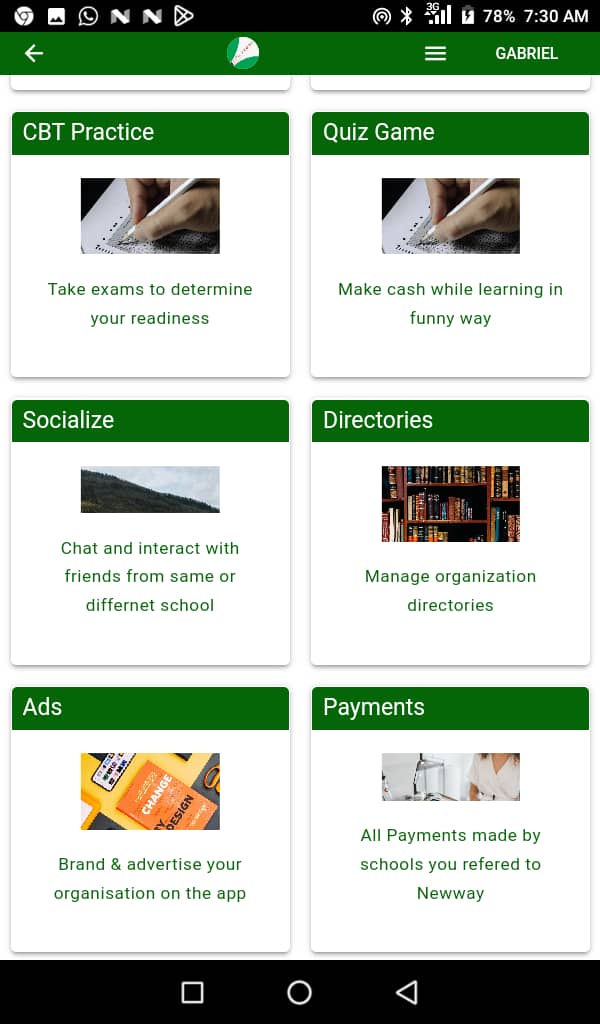 3G
78% 7:30 AM
GABRIEL
CBT Practice
Take exams to determine
your readiness
Quiz Game
Make cash while learning in
funny way
Socialize
Chat and interact with
friends from same or
differnet school
Directories
Manage organization
directories
Ads
CHANGE
DESIGN
Brand & advertise your
organisation on the app
Payments
All Payments made by
schools you refered to
Newway